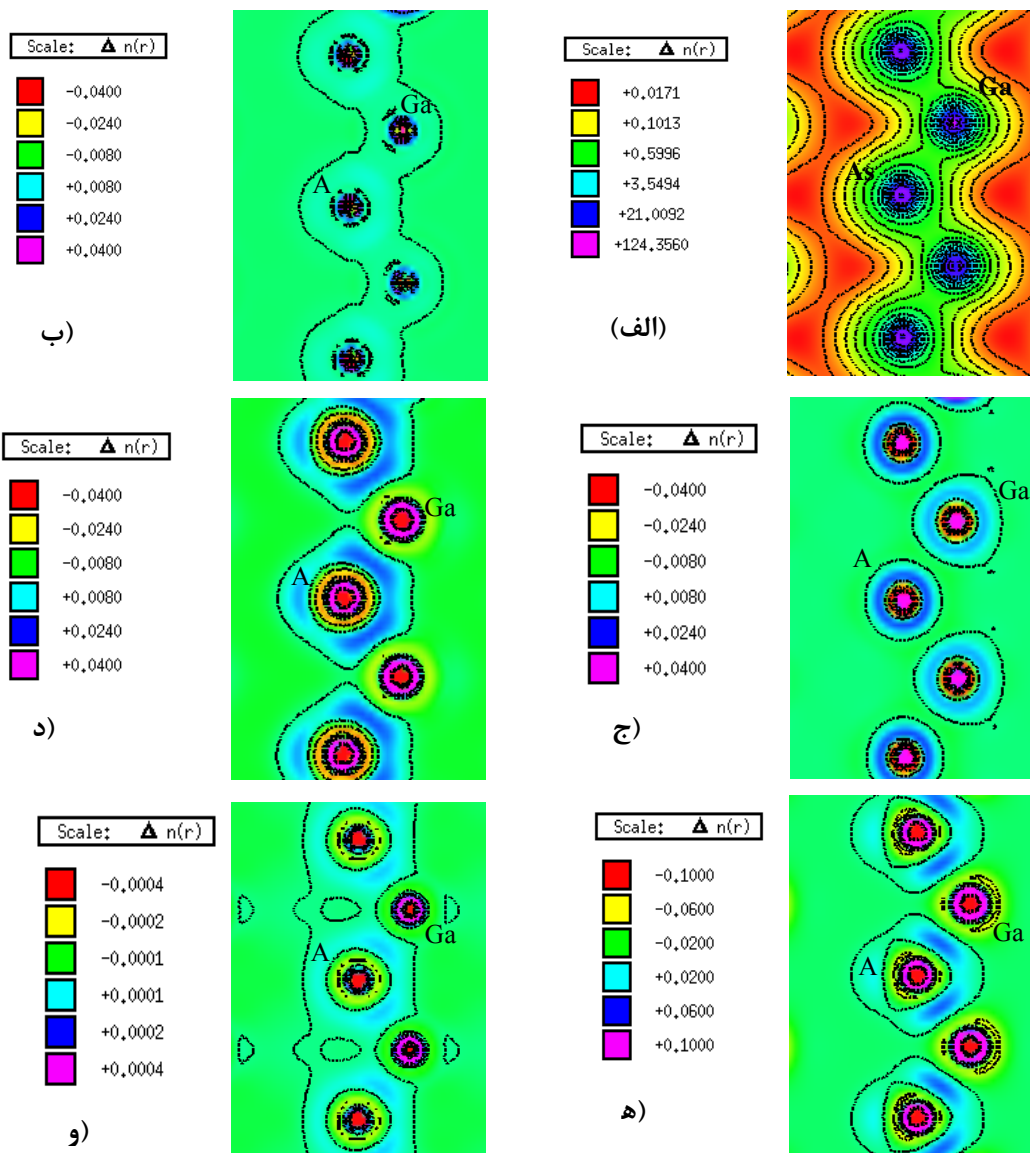 Scale: Δ n(r)
+0.0171
+0.1013
+0.5996
+3.5494
+21.0092
+124.3560
Ga
As
(الف)
Scale: Δ n(r)
-0.0400
-0.0240
-0.0080
+0.0080
+0.0240
+0.0400
Ga
A
ب)
Scale: Δ n(r)
-0.0400
-0.0240
-0.0080
+0.0080
+0.0240
+0.0400
Ga
A
ج)
Scale: Δ n(r)
-0.0400
-0.0240
-0.0080
+0.0080
+0.0240
+0.0400
Ga
A
د)
Scale: Δ n(r)
-0.1000
-0.0600
-0.0200
+0.0200
+0.0600
+0.1000
Ga
A
ه)
Scale: Δ n(r)
-0.0004
-0.0002
-0.0001
+0.0001
+0.0002
+0.0004
Ga
A
و)